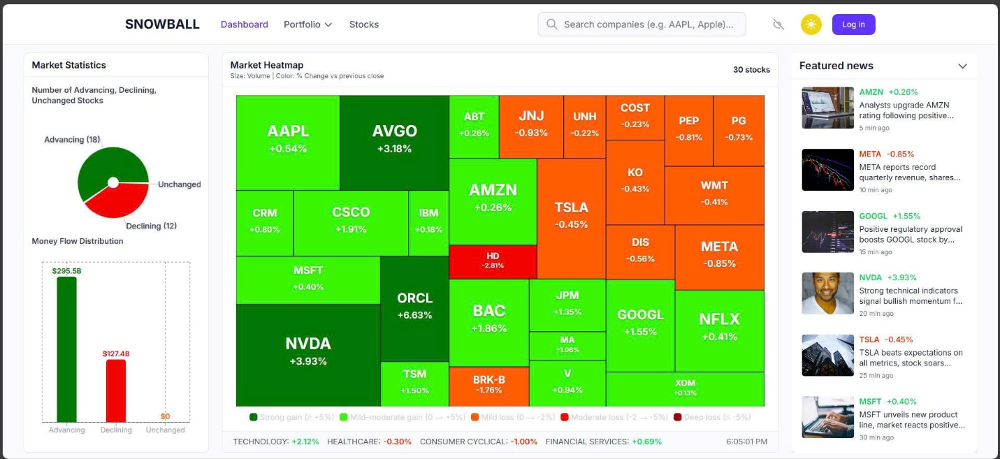 SNOWBALL
Dashboard
Portfolio
Stocks
Search companies (e.g. AAPL, Apple)...
Log in
Market Statistics
Number of Advancing, Declining,
Unchanged Stocks
Advancing (18)
Unchanged
Declining (12)
Money Flow Distribution
$295.5B
$127.4B
$0
Advancing
Declining
Unchanged
Market Heatmap
Size: Volume | Color: % Change vs previous close
30 stocks
AAPL
+0.54%
AVGO
+3.18%
ABT
+0.26%
JNJ
-0.93%
UNH
-0.22%
COST
-0.23%
PEP
-0.81%
PG
-0.73%
KO
-0.43%
WMT
-0.41%
AMZN
+0.26%
TSLA
-0.45%
CRM
+0.80%
CSCO
+1.91%
IBM
+0.18%
HD
-2.81%
DIS
-0.56%
META
-0.85%
MSFT
+0.40%
ORCL
+6.63%
BAC
+1.86%
JPM
+1.35%
GOOGL
+1.55%
NFLX
+0.41%
NVDA
+3.93%
MA
+1.06%
TSM
+1.50%
BRK-B
-1.76%
V
+0.94%
XOM
+0.13%
Strong gain (≥ +5%)
Mild–moderate gain (0 → +5%)
Mild loss (0 → -2%)
Moderate loss (-2 → -5%)
Deep loss (≤ -5%)
TECHNOLOGY: +2.12%
HEALTHCARE: -0.30%
CONSUMER CYCLICAL: -1.00%
FINANCIAL SERVICES: +0.69%
6:05:01 PM
Featured news
AMZN +0.26%
Analysts upgrade AMZN
rating following positive...
5 min ago
META -0.85%
META reports record
quarterly revenue, shares...
10 min ago
GOOGL +1.55%
Positive regulatory approval
boosts GOOGL stock by...
15 min ago
NVDA +3.93%
Strong technical indicators
signal bullish momentum f...
20 min ago
TSLA -0.45%
TSLA beats expectations on
all metrics, stock soars...
25 min ago
MSFT +0.40%
MSFT unveils new product
line, market reacts positive...
30 min ago